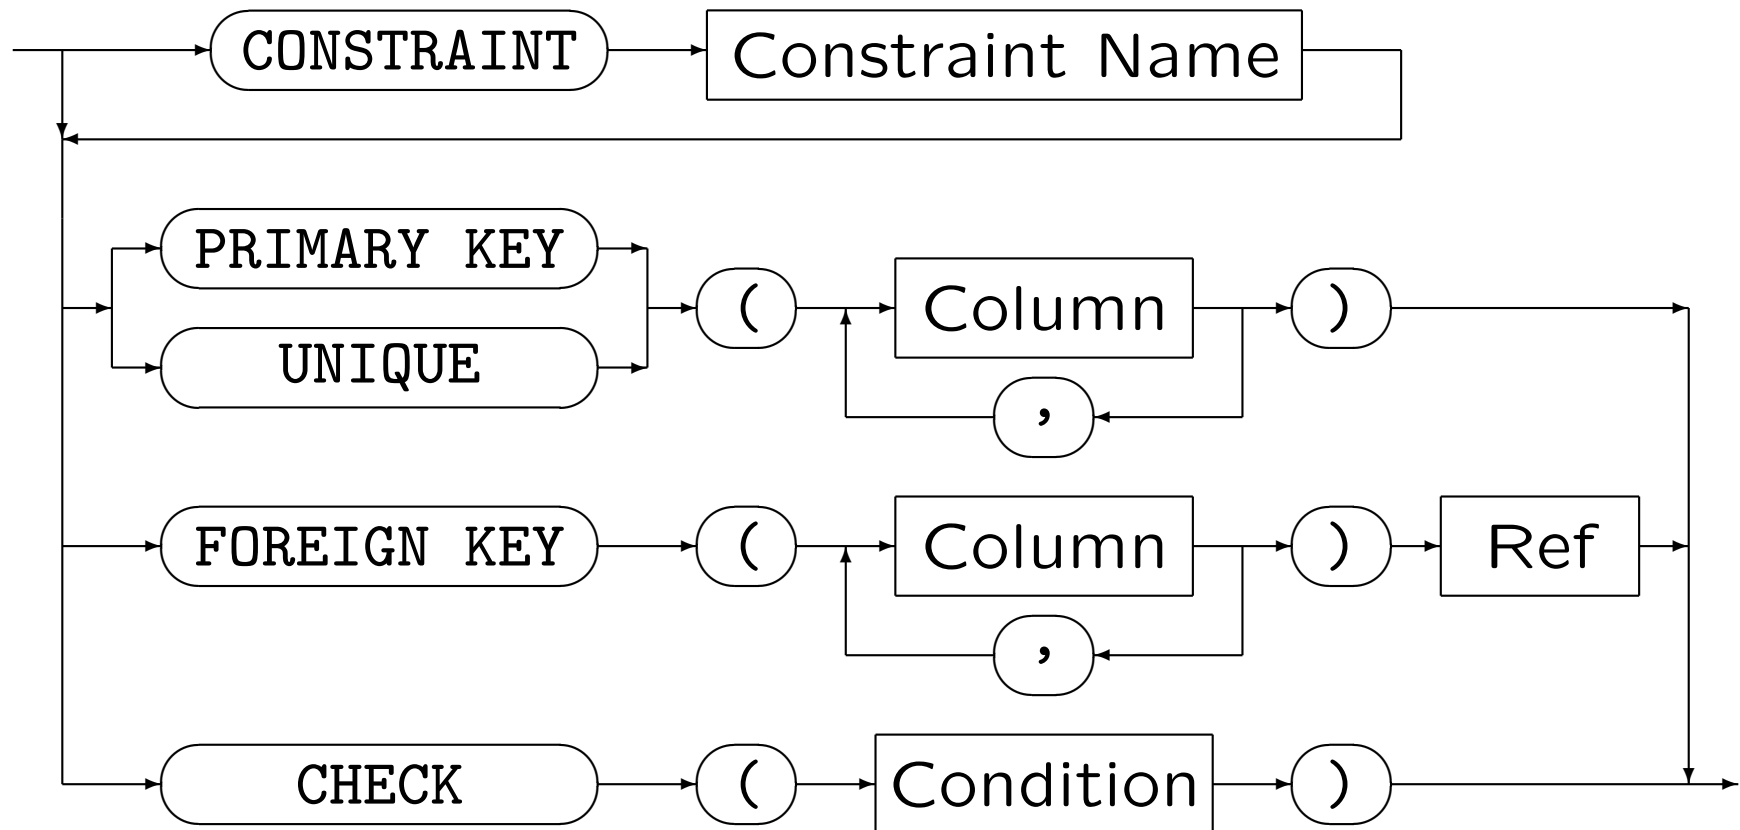 CONSTRAINT Constraint Name
PRIMARY KEY
( Column )
UNIQUE
,
FOREIGN KEY ( Column ) Ref
,
CHECK ( Condition )